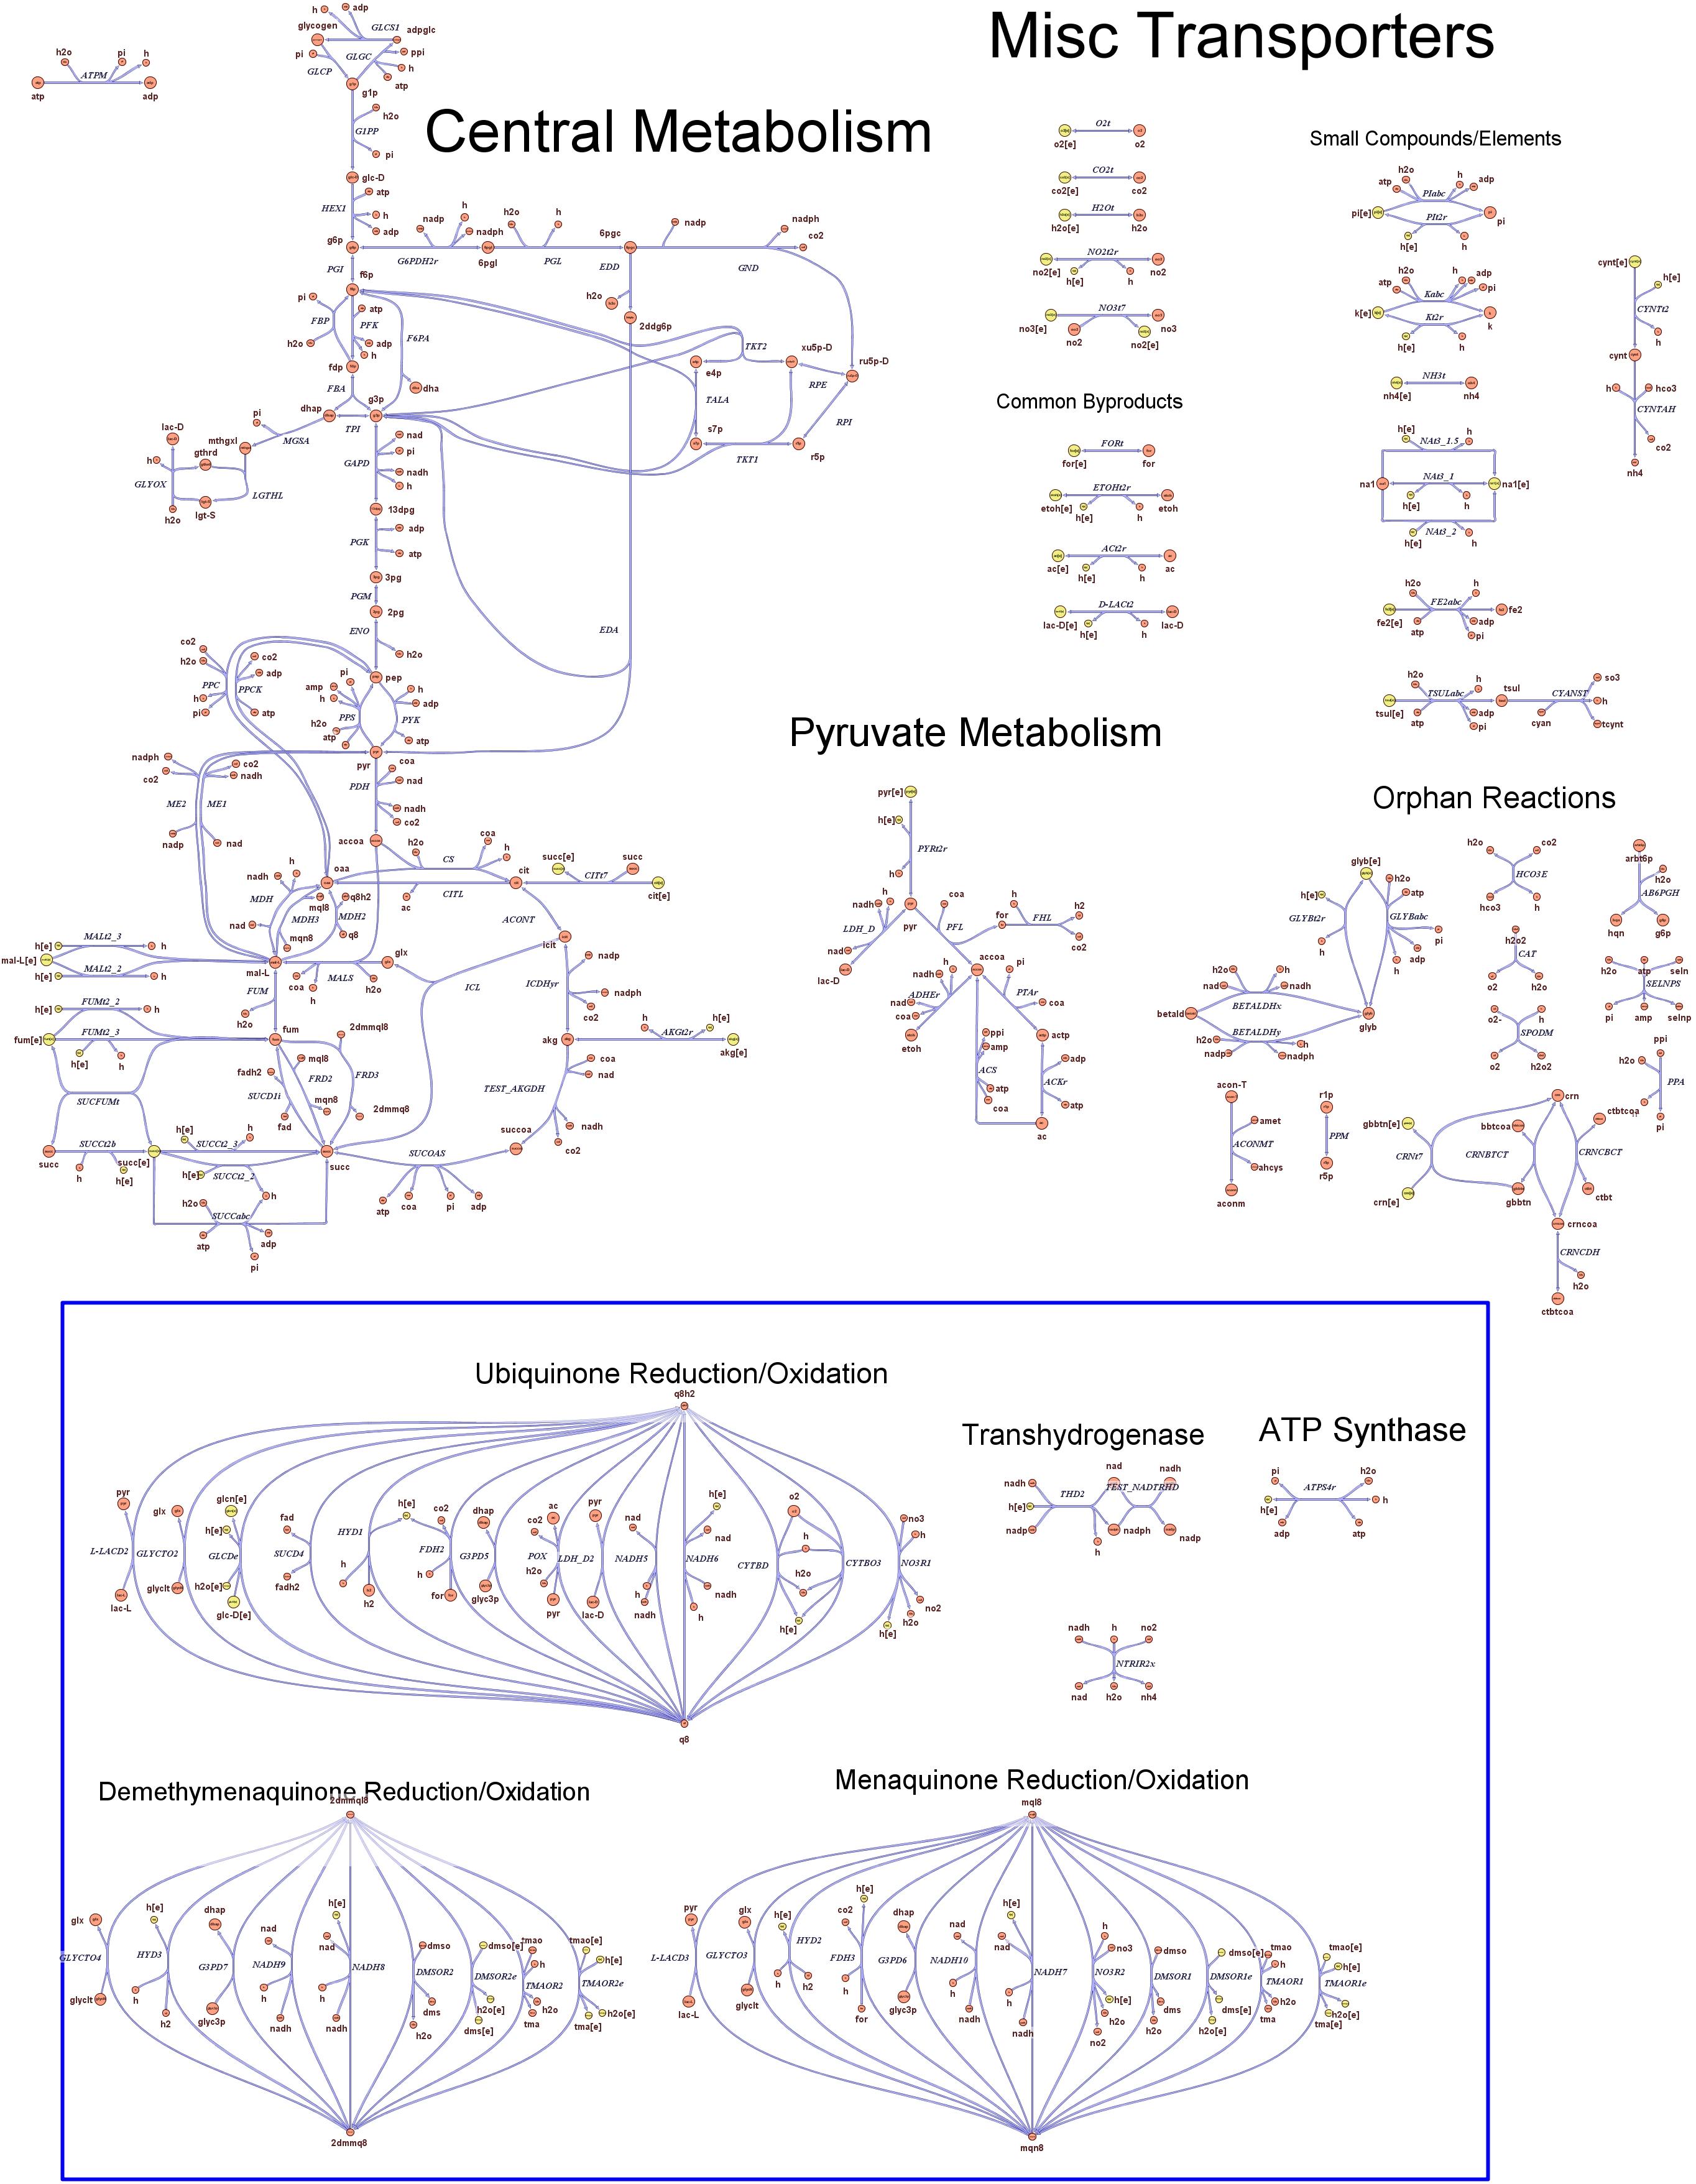 Misc Transporters
Central Metabolism
h
adp
glycogen
GLCS1
adpglc
pi
GLGC
ppi
GLCP
h
atp
g1p
h2o
pi
h
ATPM
atp
adp
h2o
G1PP
pi
glc-D
atp
HEX1
h
adp
g6p
nadp
h
nadph
G6PDH2r
6pgl
h2o
h
PGL
6pgc
nadp
nadph
co2
GND
EDD
h2o
2ddg6p
PGI
f6p
pi
FBP
h2o
atp
PFK
adp
h
F6PA
fdp
FBA
dha
dhap
g3p
TPI
TKT2
xu5p-D
ru5p-D
e4p
RPE
TALA
RPI
s7p
TKT1
r5p
pi
MGSA
lac-D
mthgxl
gthrd
h
GLYOX
LGTHL
lgt-S
h2o
nad
pi
GAPD
nadh
h
13dpg
adp
PGK
atp
3pg
PGM
2pg
ENO
h2o
EDA
co2
h2o
PPC
h
pi
co2
adp
PPCK
atp
pep
pi
amp
h
PPS
h2o
atp
h
adp
PYK
atp
pyr
nadph
co2
co2
nadh
ME2
ME1
nadp
nad
coa
nad
PDH
nadh
co2
accoa
h2o
coa
h
CS
oaa
cit
CITL
ac
succ[e]
succ
CITt7
cit[e]
nadh
h
MDH
nad
mql8
MDH3
mqn8
q8h2
MDH2
q8
ACONT
icit
h[e]
MALt2_3
h
mal-L[e]
MALt2_2
h[e]
h
mal-L
coa
h
MALS
h2o
glx
ICL
ICDHyr
nadp
nadph
co2
FUM
h2o
h[e]
FUMt2_2
h
fum[e]
FUMt2_3
h[e]
h
fum
2dmmql8
mql8
FRD2
FRD3
fadh2
SUCD1i
mqn8
2dmmq8
fad
akg
h
h[e]
AKGt2r
akg[e]
coa
nad
TEST_AKGDH
nadh
co2
succoa
SUCOAS
atp
coa
pi
adp
SUCFUMt
succ
SUCCt2b
h
h[e]
succ[e]
h[e]
h
SUCCt2_3
succ
h[e]
SUCCt2_2
h2o
h
SUCCabc
atp
adp
pi
O2t
o2[e]
o2
CO2t
co2[e]
co2
H2Ot
h2o[e]
h2o
NO2t2r
no2[e]
h[e]
h
no2
NO3t7
no3[e]
no2
no2[e]
no3
Common Byproducts
FORt
for[e]
for
ETOHt2r
etoh[e]
h[e]
h
etoh
ACt2r
ac[e]
h[e]
h
ac
D-LACt2
lac-D[e]
h[e]
h
lac-D
Small Compounds/Elements
atp
h2o
h
adp
PIabc
pi[e]
PIt2r
pi
h[e]
h
atp
h2o
h
adp
pi
Kabc
k[e]
Kt2r
k
h[e]
h
NH3t
nh4[e]
nh4
h[e]
NAt3_1.5
h
na1
NAt3_1
na1[e]
h[e]
h
NAt3_2
h[e]
h
h2o
h
FE2abc
fe2[e]
fe2
atp
adp
pi
h2o
h
TSULabc
tsul[e]
tsul
atp
adp
pi
CYANST
cyan
so3
h
tcynt
cynt[e]
h[e]
CYNTt2
h
cynt
h
hco3
CYNTAH
co2
nh4
Pyruvate Metabolism
pyr[e]
h[e]
PYRt2r
h
pyr
nadh
h
LDH_D
nad
lac-D
coa
PFL
for
h
FHL
h2
co2
accoa
nadh
h
ADHEr
nad
coa
etoh
pi
PTAr
coa
actp
ppi
amp
ACS
atp
coa
adp
ACKr
atp
ac
Orphan Reactions
h2o
co2
HCO3E
hco3
h
arbt6p
h2o
AB6PGH
hqn
g6p
glyb[e]
h[e]
h2o
atp
GLYBt2r
GLYBabc
pi
adp
h
h
glyb
h2o
nad
h
nadh
BETALDHx
betald
BETALDHy
h2o
nadp
h
nadph
h2o2
CAT
o2
h2o
h2o
atp
seln
SELNPS
pi
amp
selnp
o2-
h
SPODM
o2
h2o2
ppi
h2o
PPA
h
pi
acon-T
amet
ACONMT
ahcys
aconm
r1p
PPM
r5p
gbbtn[e]
CRNt7
crn[e]
crn
bbtcoa
CRNBTCT
gbbtn
ctbtcoa
CRNCBCT
ctbt
crncoa
CRNCDH
h2o
ctbtcoa
Ubiquinone Reduction/Oxidation
q8h2
pyr
L-LACD2
lac-L
glx
GLYCTO2
glyclt
glcn[e]
h[e]
GLCDe
h2o[e]
glc-D[e]
fad
SUCD4
fadh2
HYD1
h[e]
h
h2
co2
FDH2
h
for
dhap
G3PD5
glyc3p
ac
co2
POX
h2o
pyr
pyr
LDH_D2
lac-D
nad
NADH5
h
nadh
h[e]
nad
NADH6
nadh
h
o2
h
CYTBD
h2o
h[e]
CYTBO3
no3
h
NO3R1
no2
h2o
h[e]
q8
Transhydrogenase
nadh
h[e]
THD2
nadp
nad
nadh
TEST_NADTRHD
nadph
nadp
h
ATP Synthase
pi
h2o
ATPS4r
h[e]
h
adp
atp
nadh
h
no2
NTRIR2x
nad
h2o
nh4
Demethymenaquinone Reduction/Oxidation
2dmmql8
glx
GLYCTO4
glyclt
h[e]
HYD3
h
h2
dhap
G3PD7
glyc3p
nad
NADH9
h
nadh
h[e]
nad
NADH8
h
nadh
dmso
DMSOR2
dms
h2o
dmso[e]
DMSOR2e
h2o[e]
dms[e]
tmao
h
TMAOR2
h2o
tma
tmao[e]
h[e]
TMAOR2e
h2o[e]
tma[e]
2dmmq8
Menaquinone Reduction/Oxidation
mql8
pyr
L-LACD3
lac-L
glx
GLYCTO3
glyclt
h[e]
HYD2
h
h2
h[e]
co2
FDH3
h
for
dhap
G3PD6
glyc3p
nad
NADH10
h
nadh
h[e]
nad
NADH7
h
nadh
h
no3
NO3R2
h[e]
h2o
no2
dmso
DMSOR1
dms
h2o
dmso[e]
DMSOR1e
dms[e]
h2o[e]
tmao
h
TMAOR1
h2o
tma
tmao[e]
h[e]
TMAOR1e
h2o[e]
tma[e]
mqn8